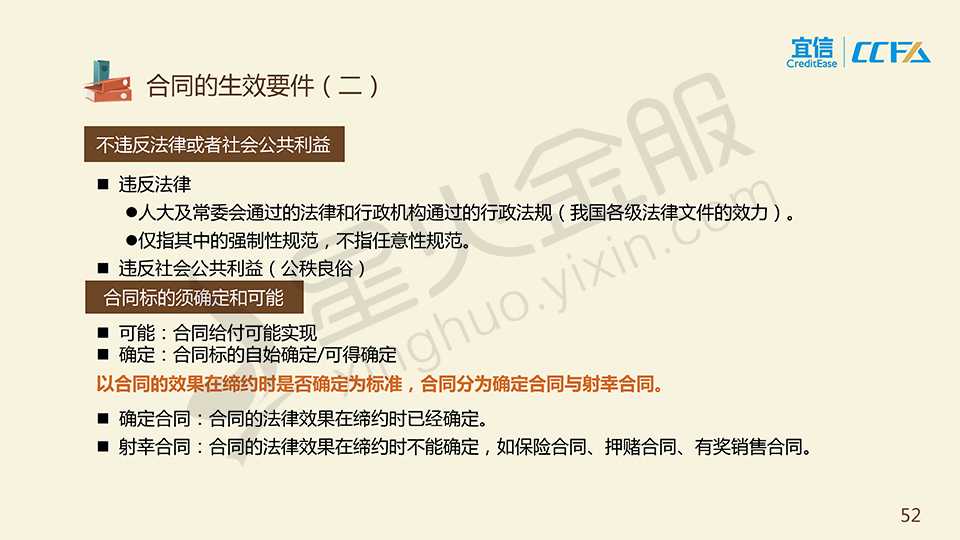 宜信 CCFA
CreditEase
合同的生效要件（二）
不违反法律或者社会公共利益
■ 违反法律
●人大及常委会通过的法律和行政机构通过的行政法规（我国各级法律文件的效力）。
●仅指其中的强制性规范，不指任意性规范。
■ 违反社会公共利益（公秩良俗）
合同标的须确定和可能
■ 可能：合同给付可能实现
■ 确定：合同标的自始确定/可得确定
以合同的效果在缔约时是否确定为标准，合同分为确定合同与射幸合同。
■ 确定合同：合同的法律效果在缔约时已经确定。
■ 射幸合同：合同的法律效果在缔约时不能确定，如保险合同、押赌合同、有奖销售合同。
星火金服
xinghuo.yixin.com
52